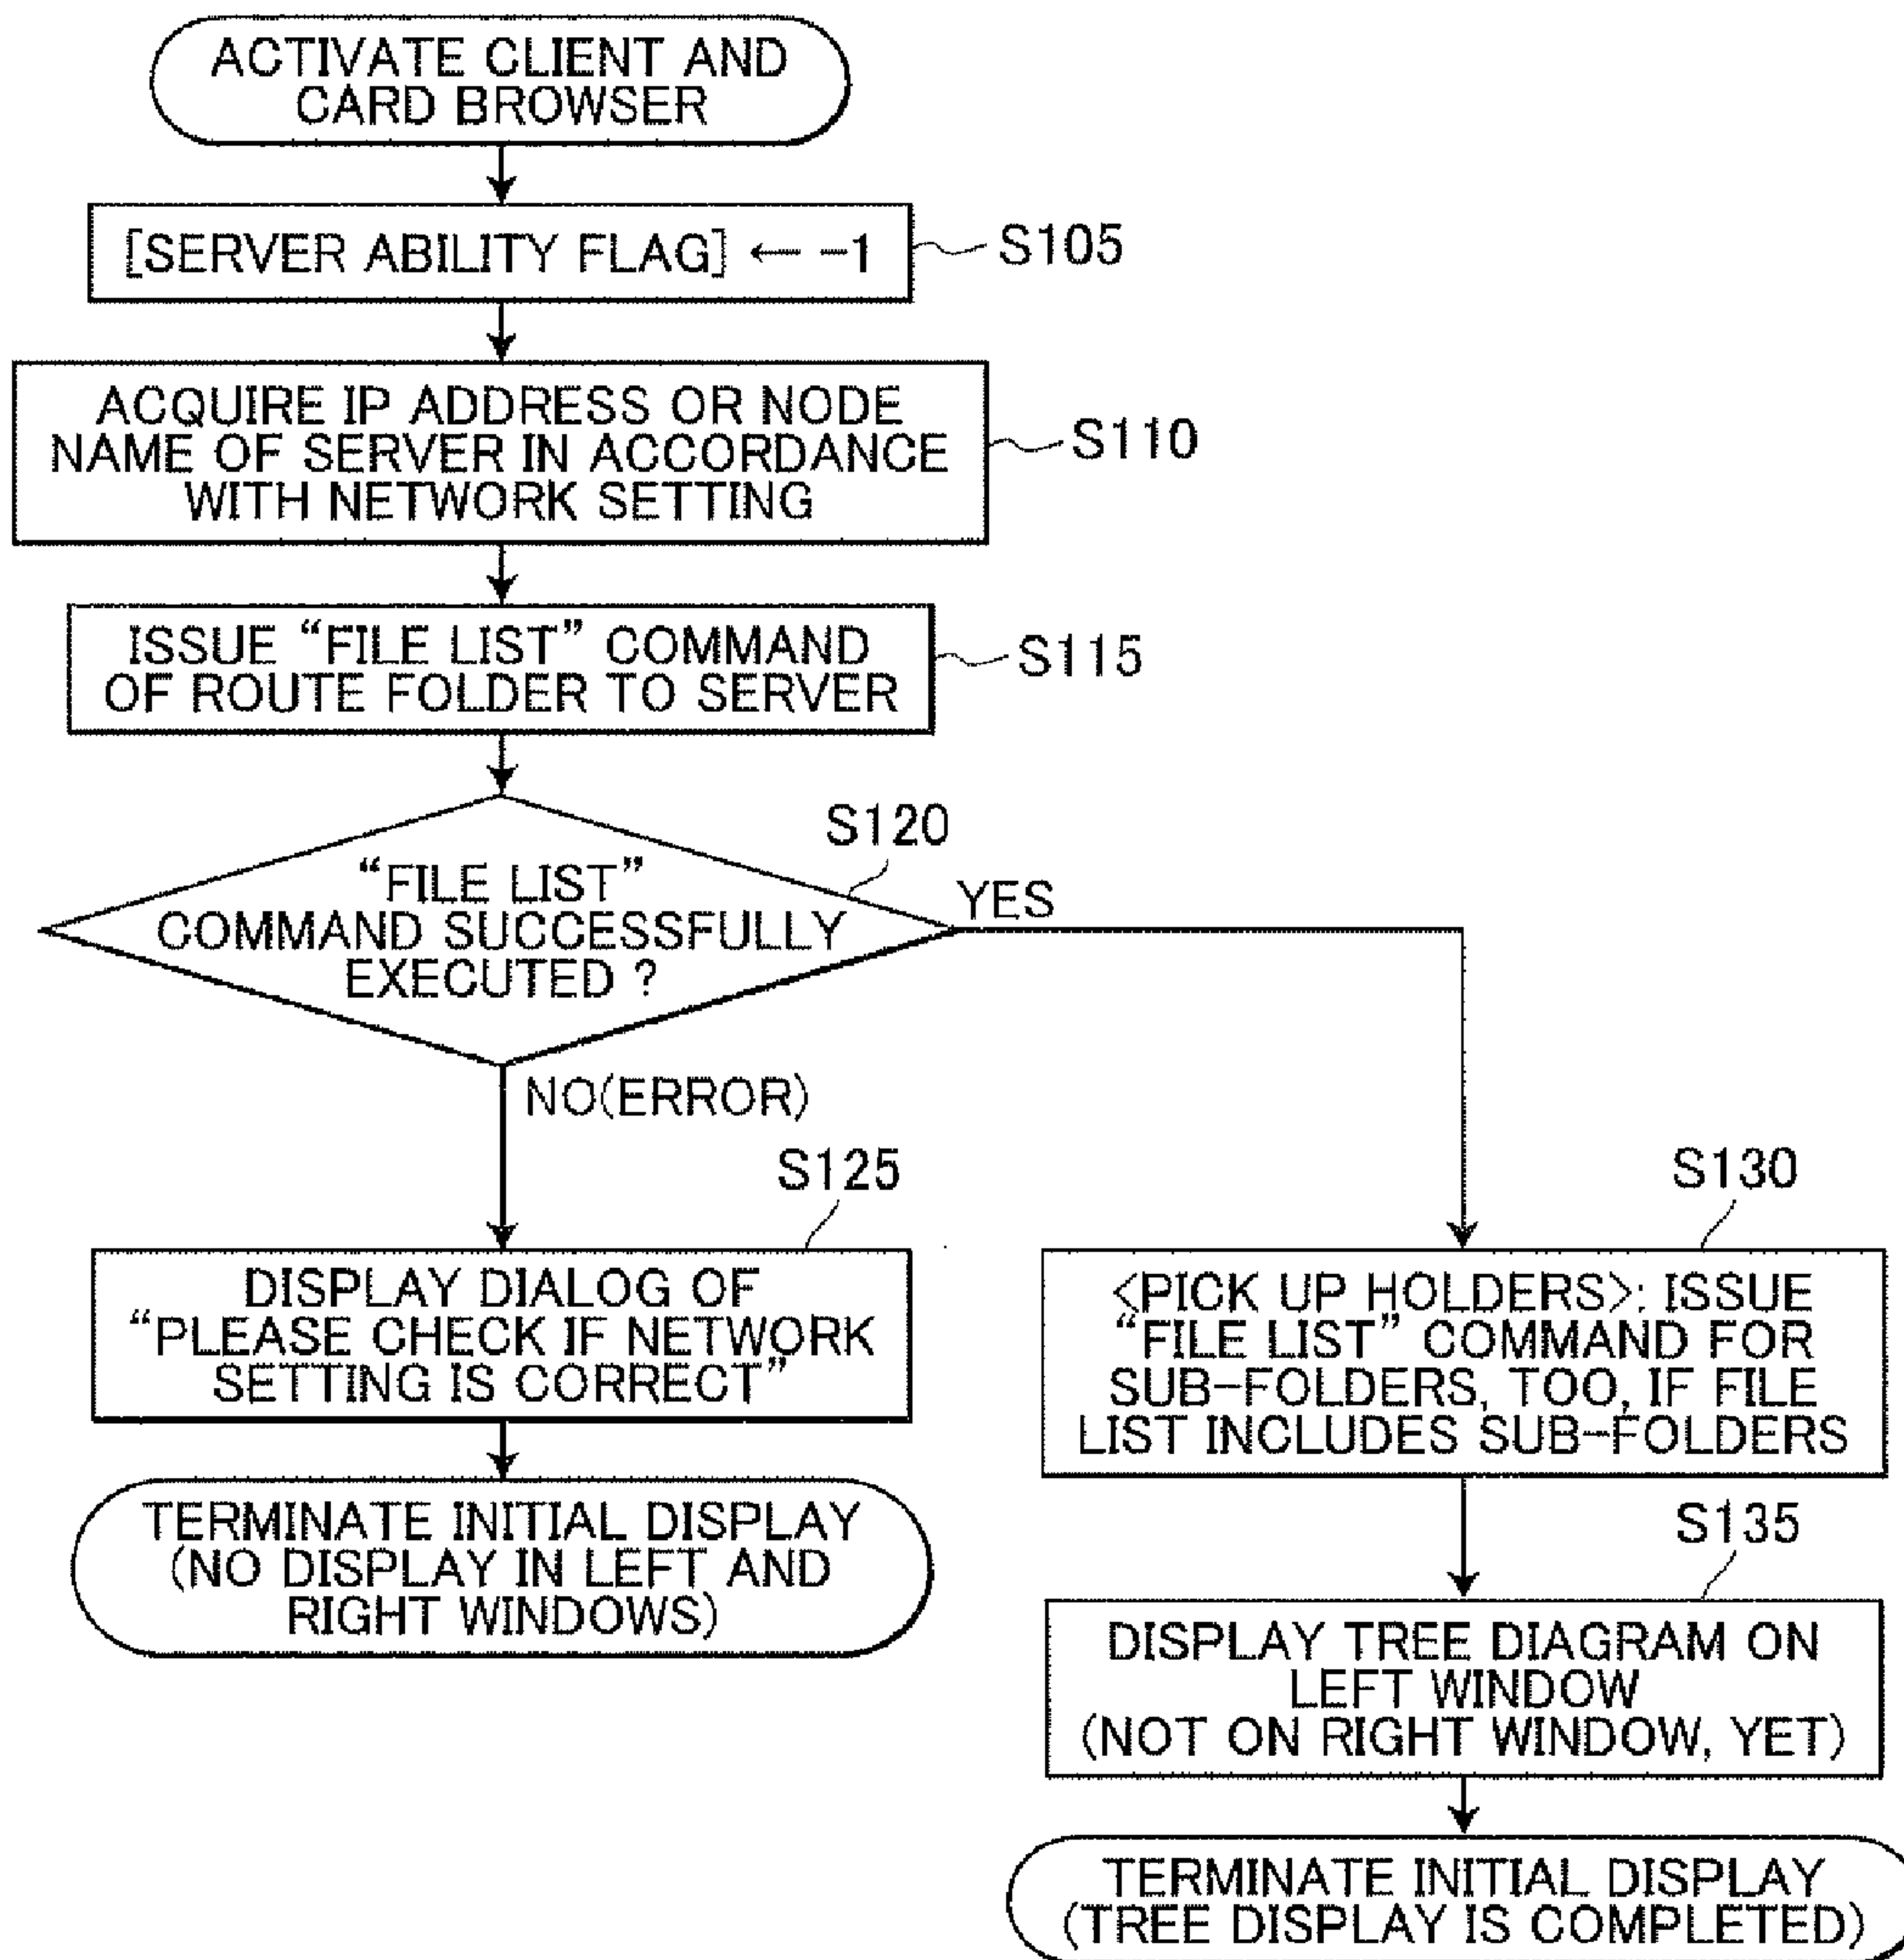 ACTIVATE CLIENT AND
CARD BROWSER
[SERVER ABILITY FLAG] ← -1
S105
ACQUIRE IP ADDRESS OR NODE
NAME OF SERVER IN ACCORDANCE
WITH NETWORK SETTING
S110
ISSUE “FILE LIST” COMMAND
OF ROUTE FOLDER TO SERVER
S115
S120
“FILE LIST”
COMMAND SUCCESSFULLY
EXECUTED ?
YES
NO(ERROR)
S125
DISPLAY DIALOG OF
“PLEASE CHECK IF NETWORK
SETTING IS CORRECT”
TERMINATE INITIAL DISPLAY
(NO DISPLAY IN LEFT AND
RIGHT WINDOWS)
S130
<PICK UP HOLDERS>: ISSUE
“FILE LIST” COMMAND FOR
SUB-FOLDERS, TOO, IF FILE
LIST INCLUDES SUB-FOLDERS
S135
DISPLAY TREE DIAGRAM ON
LEFT WINDOW
(NOT ON RIGHT WINDOW, YET)
TERMINATE INITIAL DISPLAY
(TREE DISPLAY IS COMPLETED)